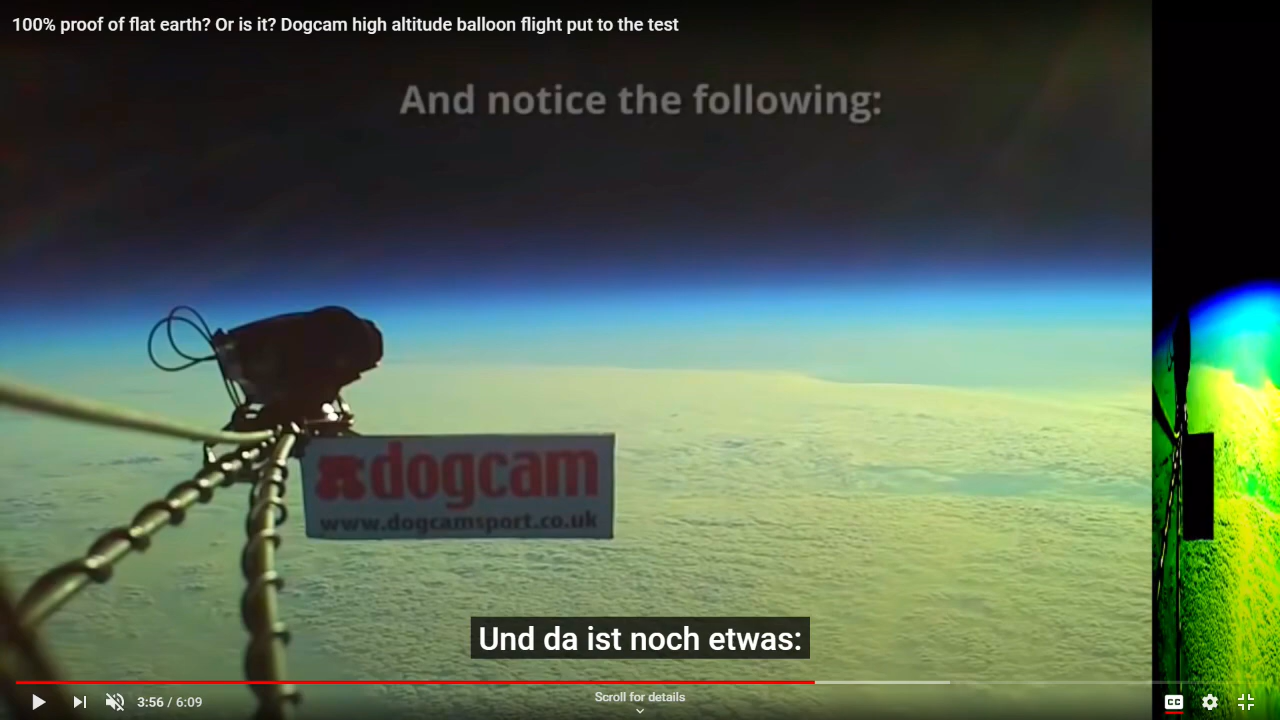 100% proof of flat earth? Or is it? Dogcam high altitude balloon flight put to the test
And notice the following:
dogcam
www.dogcamsport.co.uk
Und da ist noch etwas:
3:56 / 6:09
Scroll for details
CC